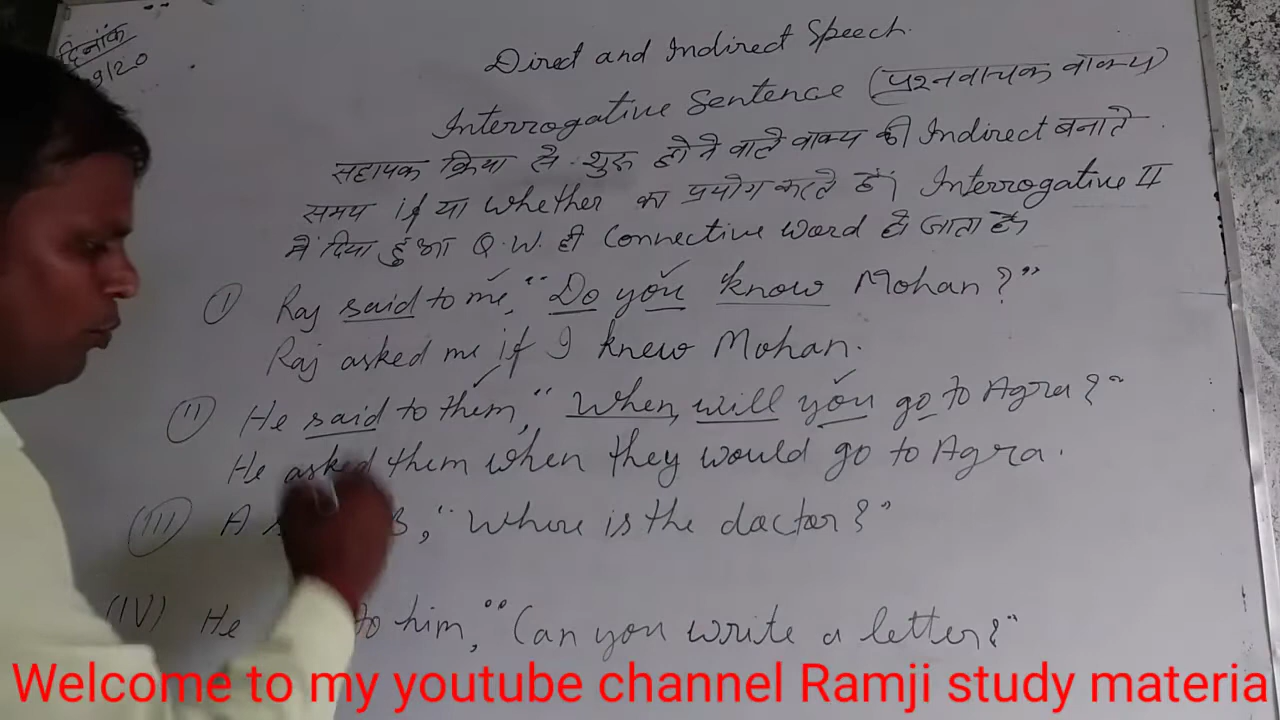 दिनांक
9/20
Direct and Indirect Speech.
Interrogative Sentence (प्रश्नवाचक वाक्य)
सहायक क्रिया से शुरू होने वाले वाक्य की Indirect बनाते
समय if या whether का प्रयोग करते हैं। Interrogative II
में दिया हुआ Q.W. ही Connective word हो जाता है।
(I) Raj said to me, "Do you know Mohan?"
Raj asked me if I knew Mohan.
(II) He said to them, "When will you go to Agra?"
He asked them when they would go to Agra.
(III) A B, "Where is the doctor?"
(IV) He to him, "Can you write a letter?"
Welcome to my youtube channel Ramji study materia